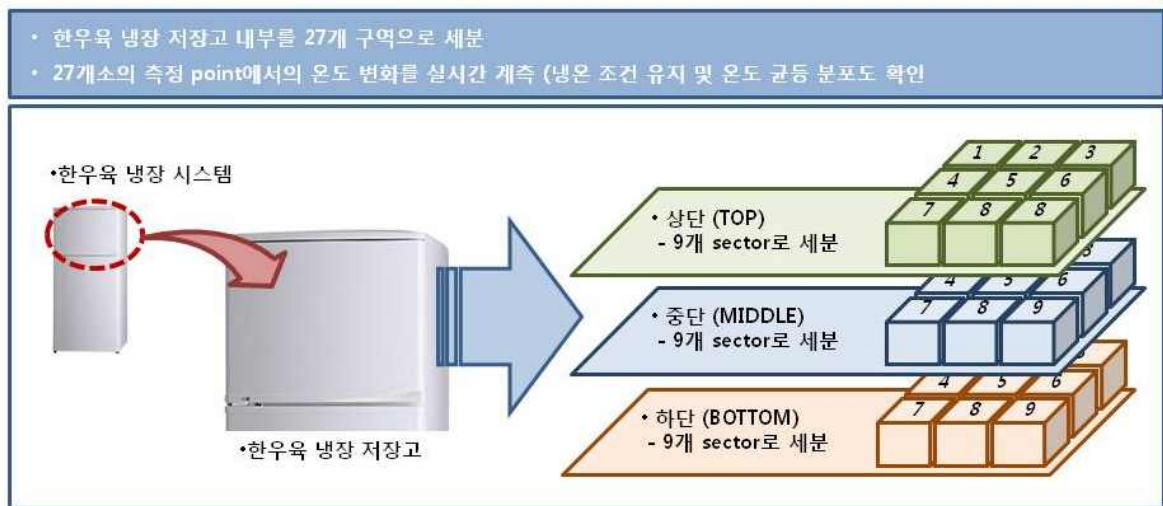 • 한우육 냉장 저장고 내부를 27개 구역으로 세분
• 27개소의 측정 point에서의 온도 변화를 실시간 계측 (냉온 조건 유지 및 온도 균등 분포도 확인
•한우육 냉장 시스템
•한우육 냉장 저장고
1 2 3
4 5 6
7 8 8
• 상단 (TOP)
- 9개 sector로 세분
3
4 5 6
7 8 9
• 중단 (MIDDLE)
- 9개 sector로 세분
4 5 6
7 8 9
• 하단 (BOTTOM)
- 9개 sector로 세분